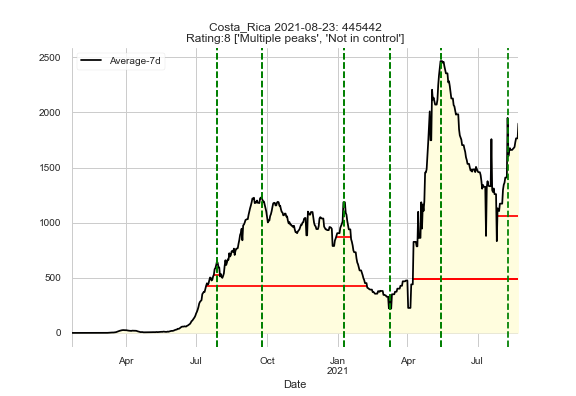 Costa_Rica 2021-08-23: 445442
Rating:8 ['Multiple peaks', 'Not in control']
Average-7d
2500
2000
1500
1000
500
0
Apr
Jul
Oct
Jan
2021
Apr
Jul
Date